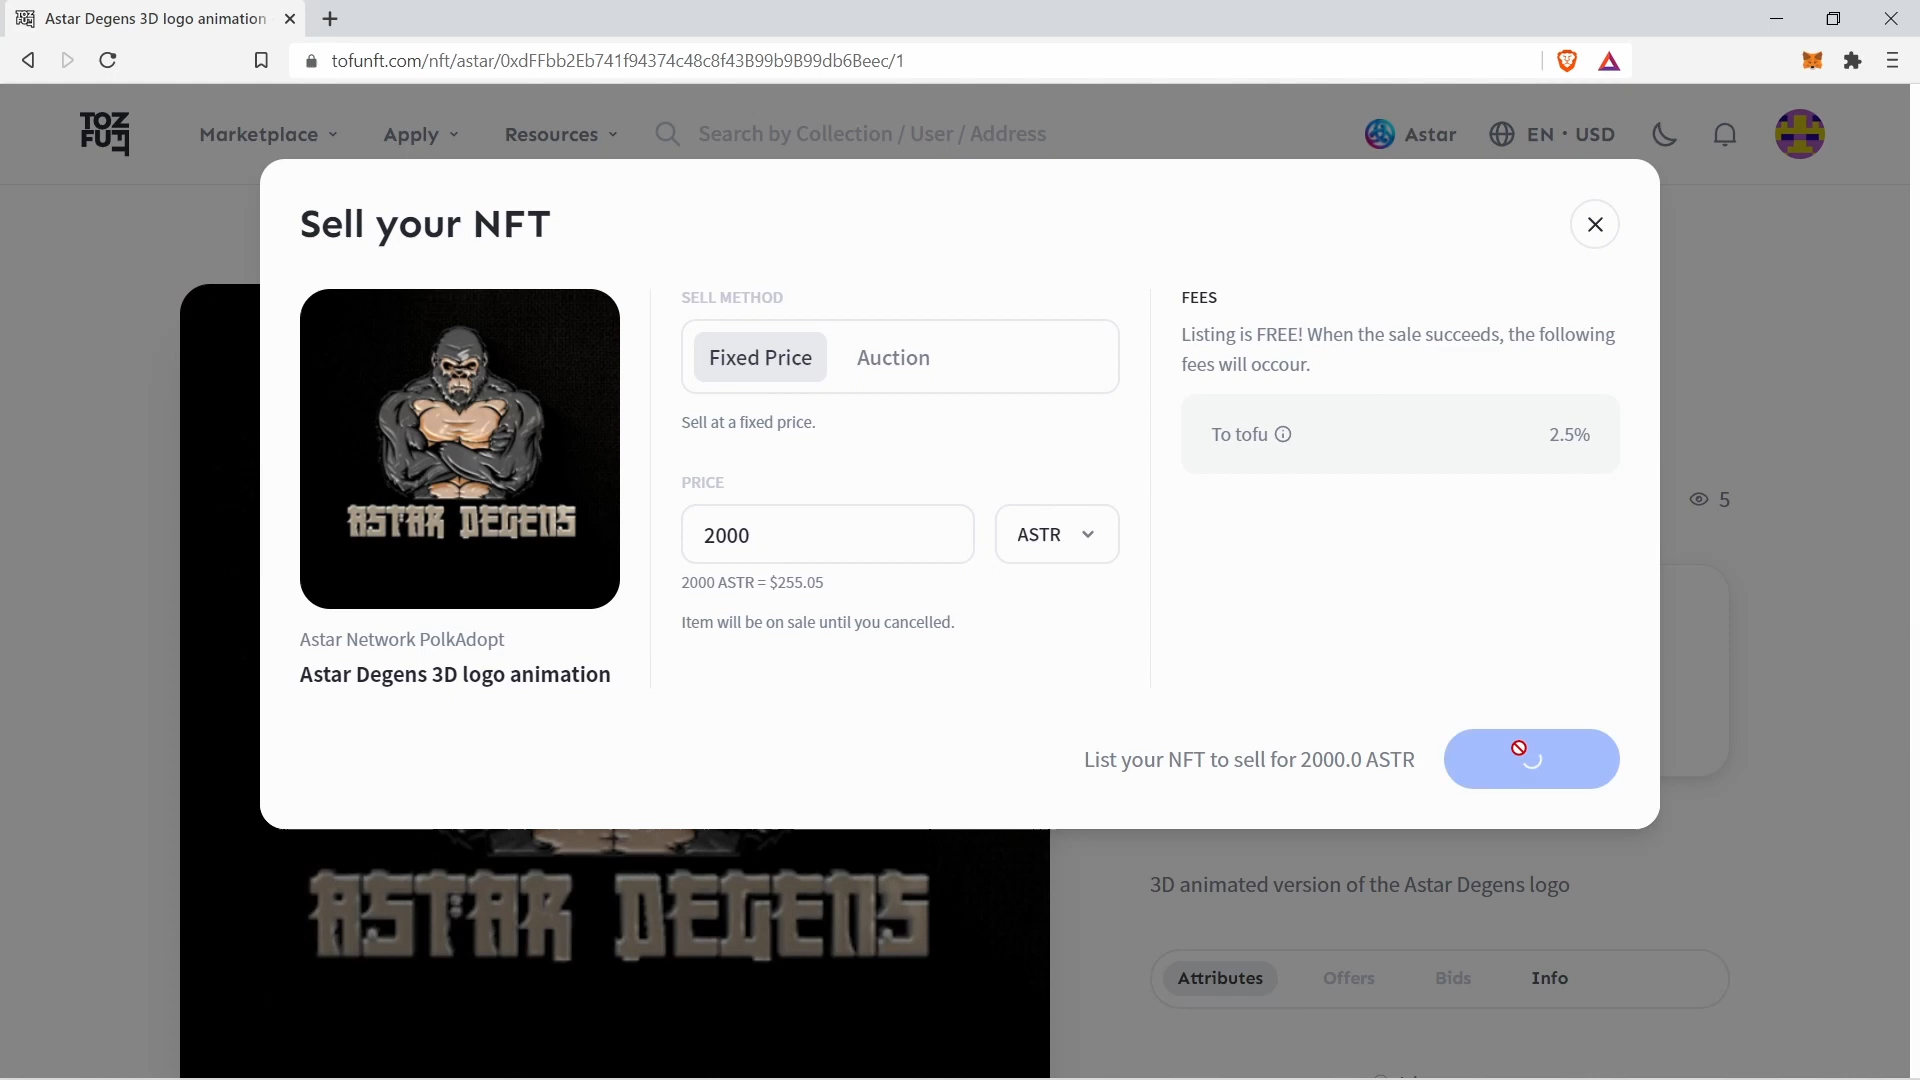 Astar Degens 3D logo animation
tofunft.com/nft/astar/0xdFFbb2Eb741f94374c48c8f43B99b9B99db6Beec/1
TOZ
FUF
Marketplace
Apply
Resources
Search by Collection / User / Address
Astar
EN • USD
Sell your NFT
ASTAR DEGENS
Astar Network PolkAdopt
Astar Degens 3D logo animation
SELL METHOD
Fixed Price
Auction
Sell at a fixed price.
PRICE
2000
ASTR
2000 ASTR = $255.05
Item will be on sale until you cancelled.
FEES
Listing is FREE! When the sale succeeds, the following
fees will occour.
To tofu
2.5%
List your NFT to sell for 2000.0 ASTR
5
ASTAR DEGENS
3D animated version of the Astar Degens logo
Attributes
Offers
Bids
Info